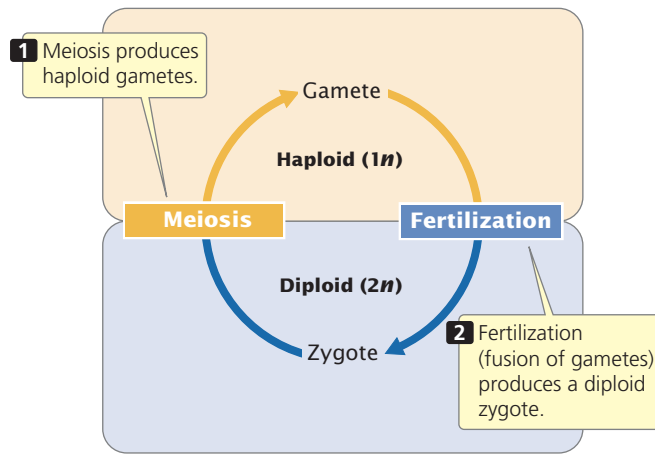 1 Meiosis produces
haploid gametes.
Gamete
Haploid (1n)
Meiosis
Fertilization
Diploid (2n)
Zygote
2 Fertilization
(fusion of gametes)
produces a diploid
zygote.